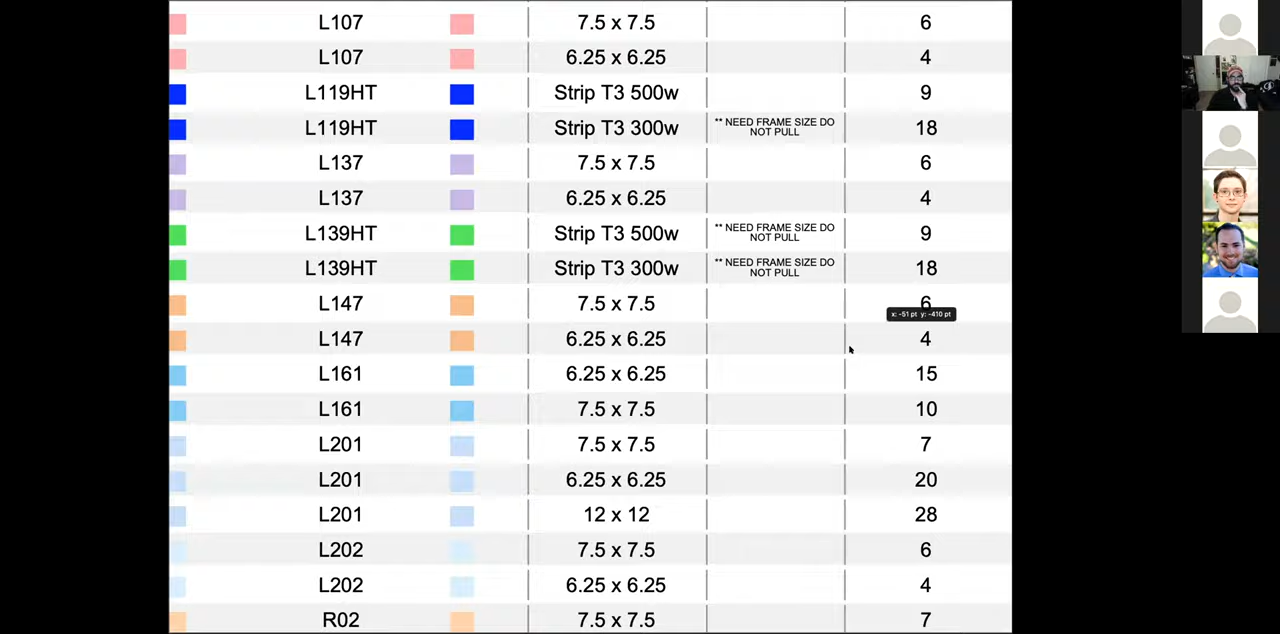 L107 7.5 x 7.5 6
L107 6.25 x 6.25 4
L119HT Strip T3 500w 9
L119HT Strip T3 300w ** NEED FRAME SIZE DO NOT PULL 18
L137 7.5 x 7.5 6
L137 6.25 x 6.25 4
L139HT Strip T3 500w ** NEED FRAME SIZE DO NOT PULL 9
L139HT Strip T3 300w ** NEED FRAME SIZE DO NOT PULL 18
L147 7.5 x 7.5 6
x: -51 pt y: -410 pt
L147 6.25 x 6.25 4
L161 6.25 x 6.25 15
L161 7.5 x 7.5 10
L201 7.5 x 7.5 7
L201 6.25 x 6.25 20
L201 12 x 12 28
L202 7.5 x 7.5 6
L202 6.25 x 6.25 4
R02 7.5 x 7.5 7